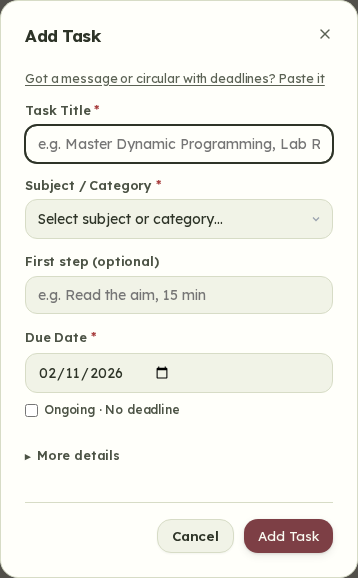 Add Task
×
Got a message or circular with deadlines? Paste it
Task Title *
e.g. Master Dynamic Programming, Lab R
Subject / Category *
Select subject or category...
First step (optional)
e.g. Read the aim, 15 min
Due Date *
02/11/2026
Ongoing · No deadline
▸ More details
Cancel
Add Task